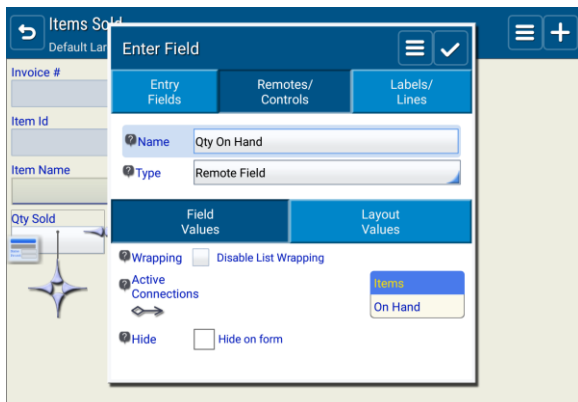 Items So
Default Lar
Enter Field
Entry
Fields
Remotes/
Controls
Labels/
Lines
Name
Qty On Hand
Type
Remote Field
Field
Values
Layout
Values
Wrapping
Disable List Wrapping
Active
Connections
Items
On Hand
Hide
Hide on form
Invoice #
Item Id
Item Name
Qty Sold